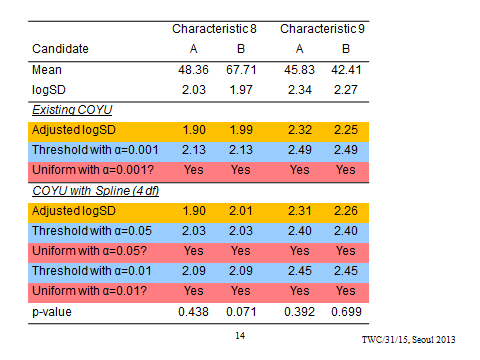 Characteristic 8 Characteristic 9
Candidate A B A B
Mean 48.36 67.71 45.83 42.41
logSD 2.03 1.97 2.34 2.27
Existing COYU
Adjusted logSD 1.90 1.99 2.32 2.25
Threshold with α=0.001 2.13 2.13 2.49 2.49
Uniform with α=0.001? Yes Yes Yes Yes
COYU with Spline (4 df)
Adjusted logSD 1.90 2.01 2.31 2.26
Threshold with α=0.05 2.03 2.03 2.40 2.40
Uniform with α=0.05? Yes Yes Yes Yes
Threshold with α=0.01 2.09 2.09 2.45 2.45
Uniform with α=0.01? Yes Yes Yes Yes
p-value 0.438 0.071 0.392 0.699
14
TWC/31/15, Seoul 2013